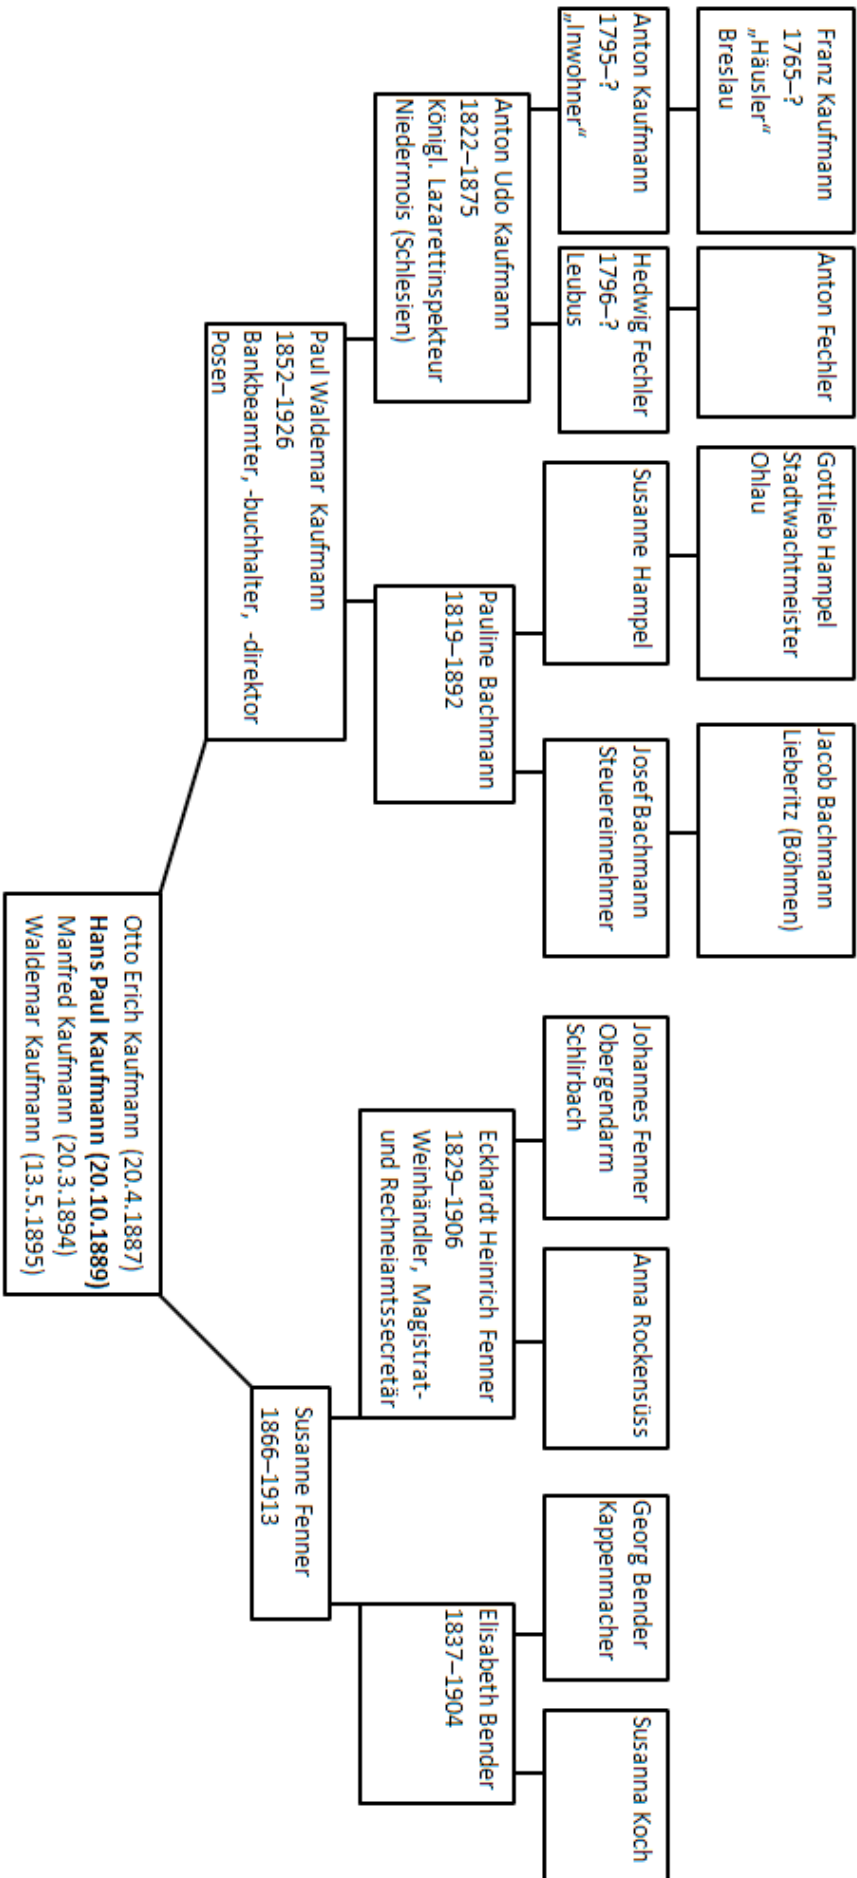 Franz Kaufmann
1765–?
„Häusler“
Breslau
Anton Fechler
Gottlieb Hampel
Stadtwachtmeister
Ohlau
Jacob Bachmann
Lieberitz (Böhmen)
Anton Kaufmann
1795–?
„Inwohner“
Hedwig Fechler
1796–?
Leubus
Susanne Hampel
Josef Bachmann
Steuereinnehmer
Johannes Fenner
Obergendarm
Schlirbach
Anna Rockensüss
Georg Bender
Kappenmacher
Susanna Koch
Anton Udo Kaufmann
1822–1875
Königl. Lazarettinspekteur
Niedermois (Schlesien)
Pauline Bachmann
1819–1892
Eckhardt Heinrich Fenner
1829–1906
Weinhändler, Magistrat-
und Rechneiamtssecretär
Elisabeth Bender
1837–1904
Paul Waldemar Kaufmann
1852–1926
Bankbeamter, -buchhalter, -direktor
Posen
Susanne Fenner
1866–1913
Otto Erich Kaufmann (20.4.1887)
Hans Paul Kaufmann (20.10.1889)
Manfred Kaufmann (20.3.1894)
Waldemar Kaufmann (13.5.1895)